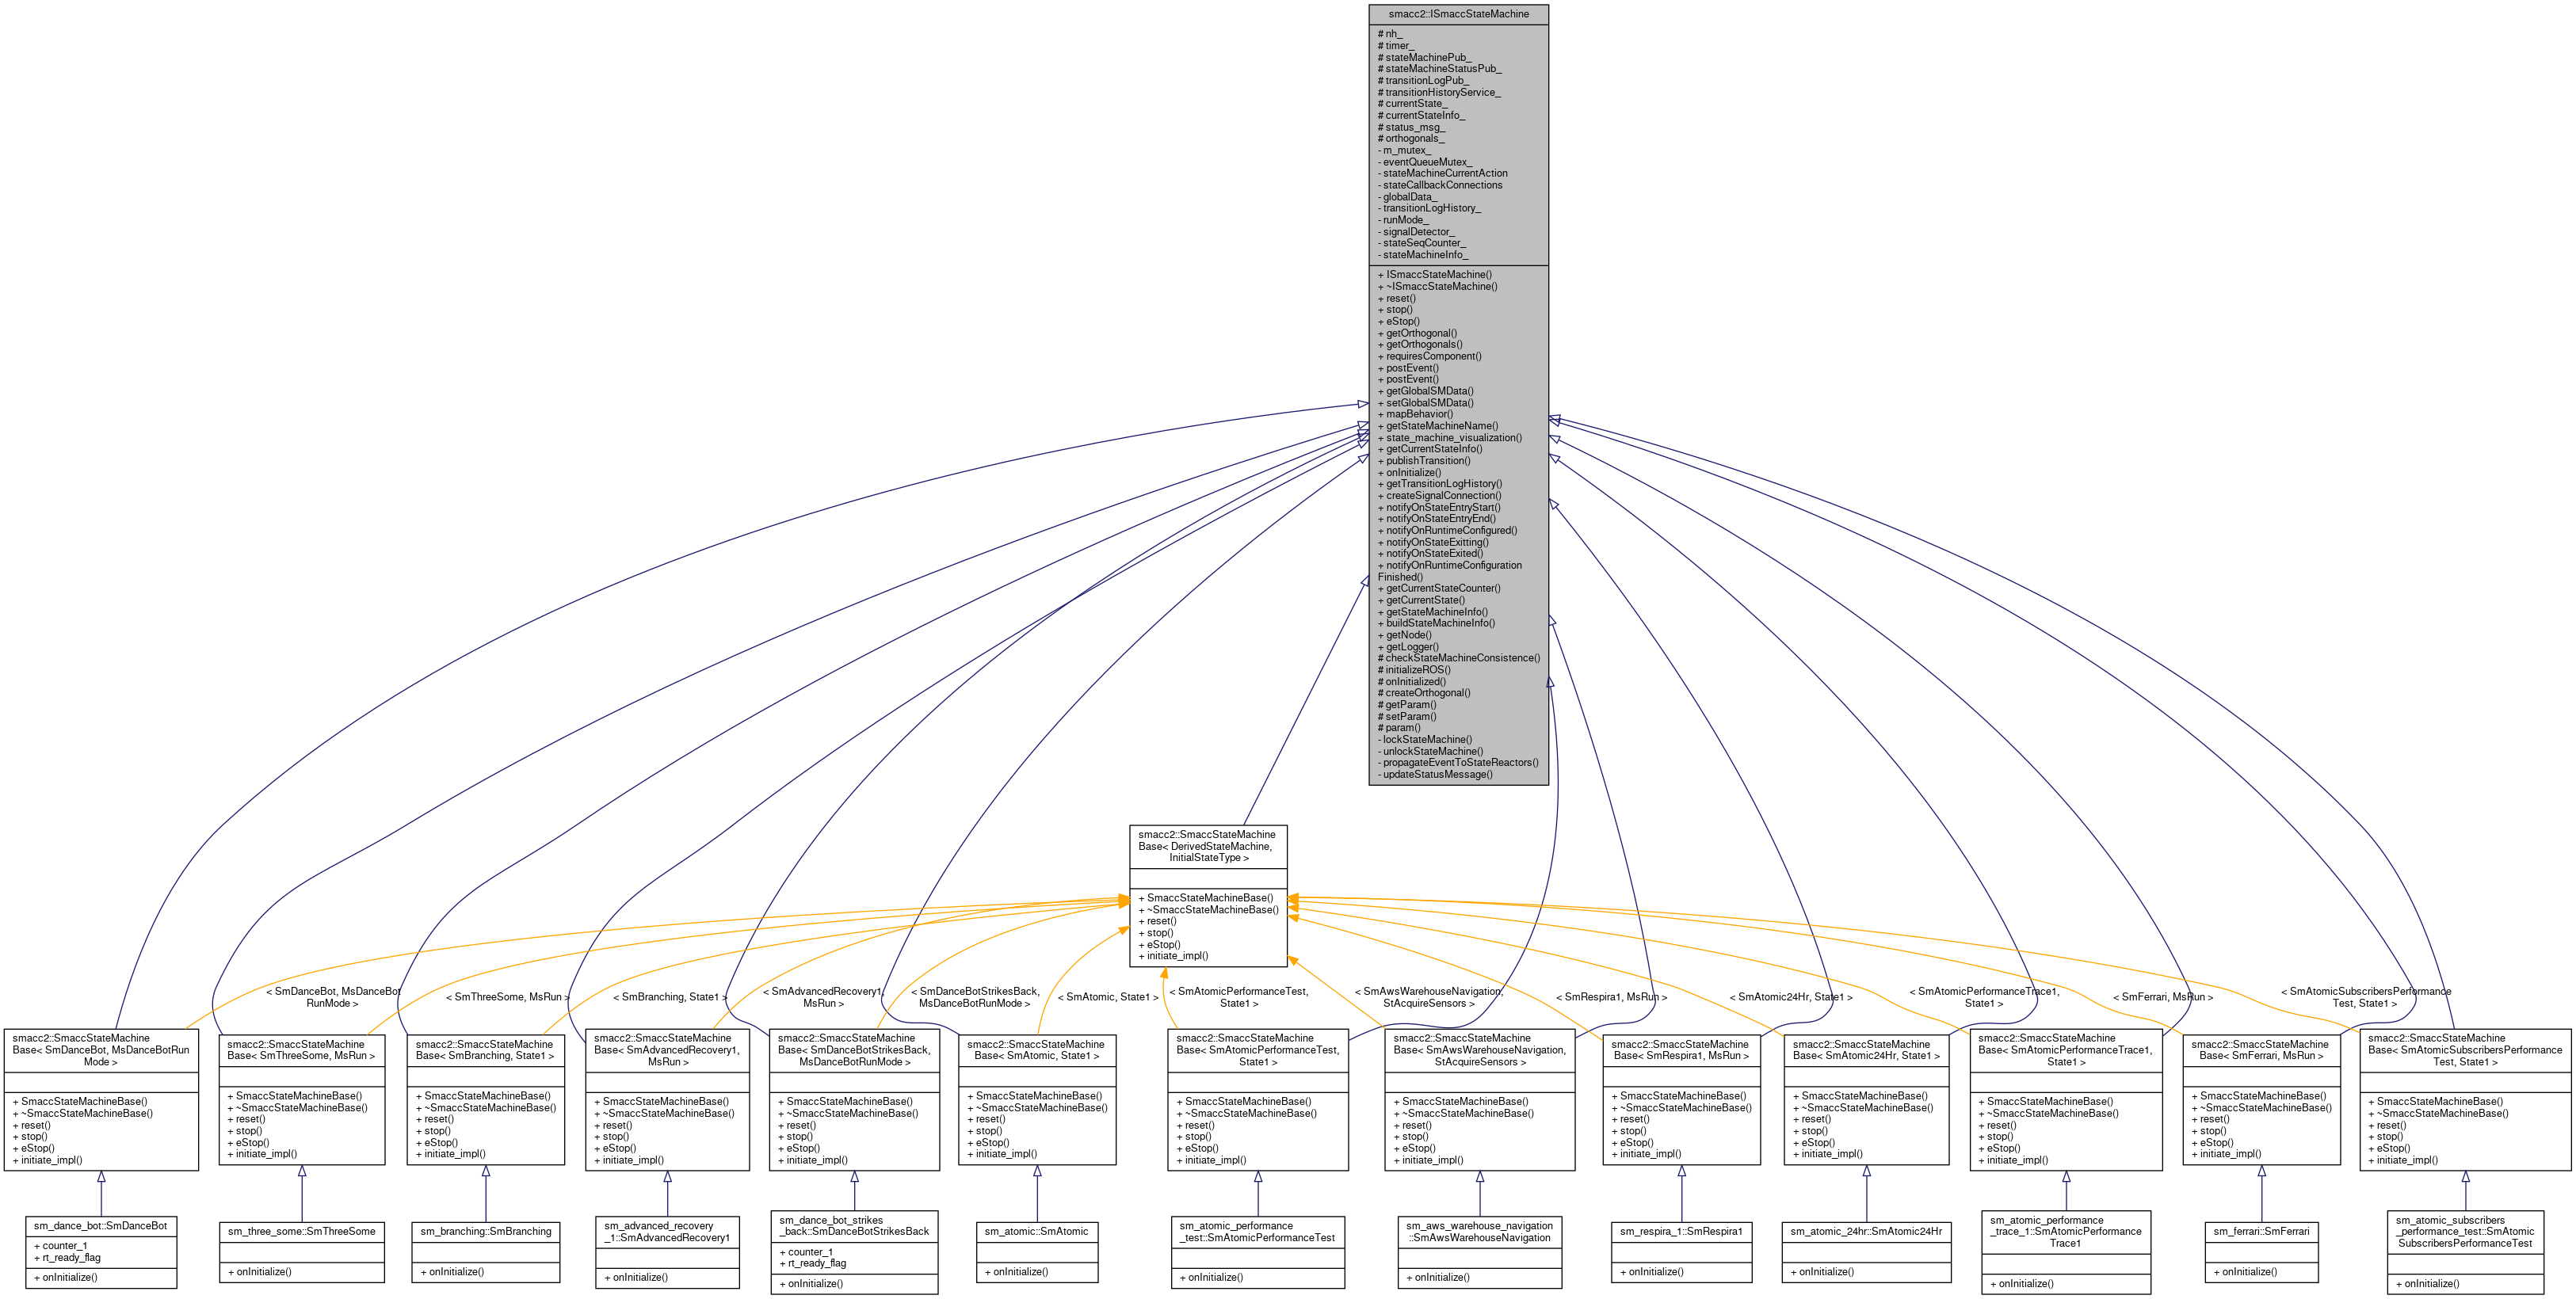 smacc2::ISmaccStateMachine
# nh_
# timer_
# stateMachinePub_
# stateMachineStatusPub_
# transitionLogPub_
# transitionHistoryService_
# currentState_
# currentStateInfo_
# status_msg_
# orthogonals_
- m_mutex_
- eventQueueMutex_
- stateMachineCurrentAction
- stateCallbackConnections
- globalData_
- transitionLogHistory_
- runMode_
- signalDetector_
- stateSeqCounter_
- stateMachineInfo_
+ ISmaccStateMachine()
+ ~ISmaccStateMachine()
+ reset()
+ stop()
+ eStop()
+ getOrthogonal()
+ getOrthogonals()
+ requiresComponent()
+ postEvent()
+ postEvent()
+ getGlobalSMData()
+ setGlobalSMData()
+ mapBehavior()
+ getStateMachineName()
+ state_machine_visualization()
+ getCurrentStateInfo()
+ publishTransition()
+ onInitialize()
+ getTransitionLogHistory()
+ createSignalConnection()
+ notifyOnStateEntryStart()
+ notifyOnStateEntryEnd()
+ notifyOnRuntimeConfigured()
+ notifyOnStateExitting()
+ notifyOnStateExited()
+ notifyOnRuntimeConfiguration
Finished()
+ getCurrentStateCounter()
+ getCurrentState()
+ getStateMachineInfo()
+ buildStateMachineInfo()
+ getNode()
+ getLogger()
# checkStateMachineConsistence()
# initializeROS()
# onInitialized()
# createOrthogonal()
# getParam()
# setParam()
# param()
- lockStateMachine()
- unlockStateMachine()
- propagateEventToStateReactors()
- updateStatusMessage()
smacc2::SmaccStateMachine
Base< DerivedStateMachine,
InitialStateType >
+ SmaccStateMachineBase()
+ ~SmaccStateMachineBase()
+ reset()
+ stop()
+ eStop()
+ initiate_impl()
< SmDanceBot, MsDanceBot
RunMode >
< SmThreeSome, MsRun >
< SmBranching, State1 >
< SmAdvancedRecovery1,
MsRun >
< SmDanceBotStrikesBack,
MsDanceBotRunMode >
< SmAtomic, State1 >
< SmAtomicPerformanceTest,
State1 >
< SmAwsWarehouseNavigation,
StAcquireSensors >
< SmRespira1, MsRun >
< SmAtomic24Hr, State1 >
< SmAtomicPerformanceTrace1,
State1 >
< SmFerrari, MsRun >
< SmAtomicSubscribersPerformance
Test, State1 >
smacc2::SmaccStateMachine
Base< SmDanceBot, MsDanceBotRun
Mode >
+ SmaccStateMachineBase()
+ ~SmaccStateMachineBase()
+ reset()
+ stop()
+ eStop()
+ initiate_impl()
smacc2::SmaccStateMachine
Base< SmThreeSome, MsRun >
+ SmaccStateMachineBase()
+ ~SmaccStateMachineBase()
+ reset()
+ stop()
+ eStop()
+ initiate_impl()
smacc2::SmaccStateMachine
Base< SmBranching, State1 >
+ SmaccStateMachineBase()
+ ~SmaccStateMachineBase()
+ reset()
+ stop()
+ eStop()
+ initiate_impl()
smacc2::SmaccStateMachine
Base< SmAdvancedRecovery1,
MsRun >
+ SmaccStateMachineBase()
+ ~SmaccStateMachineBase()
+ reset()
+ stop()
+ eStop()
+ initiate_impl()
smacc2::SmaccStateMachine
Base< SmDanceBotStrikesBack,
MsDanceBotRunMode >
+ SmaccStateMachineBase()
+ ~SmaccStateMachineBase()
+ reset()
+ stop()
+ eStop()
+ initiate_impl()
smacc2::SmaccStateMachine
Base< SmAtomic, State1 >
+ SmaccStateMachineBase()
+ ~SmaccStateMachineBase()
+ reset()
+ stop()
+ eStop()
+ initiate_impl()
smacc2::SmaccStateMachine
Base< SmAtomicPerformanceTest,
State1 >
+ SmaccStateMachineBase()
+ ~SmaccStateMachineBase()
+ reset()
+ stop()
+ eStop()
+ initiate_impl()
smacc2::SmaccStateMachine
Base< SmAwsWarehouseNavigation,
StAcquireSensors >
+ SmaccStateMachineBase()
+ ~SmaccStateMachineBase()
+ reset()
+ stop()
+ eStop()
+ initiate_impl()
smacc2::SmaccStateMachine
Base< SmRespira1, MsRun >
+ SmaccStateMachineBase()
+ ~SmaccStateMachineBase()
+ reset()
+ stop()
+ eStop()
+ initiate_impl()
smacc2::SmaccStateMachine
Base< SmAtomic24Hr, State1 >
+ SmaccStateMachineBase()
+ ~SmaccStateMachineBase()
+ reset()
+ stop()
+ eStop()
+ initiate_impl()
smacc2::SmaccStateMachine
Base< SmAtomicPerformanceTrace1,
State1 >
+ SmaccStateMachineBase()
+ ~SmaccStateMachineBase()
+ reset()
+ stop()
+ eStop()
+ initiate_impl()
smacc2::SmaccStateMachine
Base< SmFerrari, MsRun >
+ SmaccStateMachineBase()
+ ~SmaccStateMachineBase()
+ reset()
+ stop()
+ eStop()
+ initiate_impl()
smacc2::SmaccStateMachine
Base< SmAtomicSubscribersPerformance
Test, State1 >
+ SmaccStateMachineBase()
+ ~SmaccStateMachineBase()
+ reset()
+ stop()
+ eStop()
+ initiate_impl()
sm_dance_bot::SmDanceBot
+ counter_1
+ rt_ready_flag
+ onInitialize()
sm_three_some::SmThreeSome
+ onInitialize()
sm_branching::SmBranching
+ onInitialize()
sm_advanced_recovery
_1::SmAdvancedRecovery1
+ onInitialize()
sm_dance_bot_strikes
_back::SmDanceBotStrikesBack
+ counter_1
+ rt_ready_flag
+ onInitialize()
sm_atomic::SmAtomic
+ onInitialize()
sm_atomic_performance
_test::SmAtomicPerformanceTest
+ onInitialize()
sm_aws_warehouse_navigation
::SmAwsWarehouseNavigation
+ onInitialize()
sm_respira_1::SmRespira1
+ onInitialize()
sm_atomic_24hr::SmAtomic24Hr
+ onInitialize()
sm_atomic_performance
_trace_1::SmAtomicPerformance
Trace1
+ onInitialize()
sm_ferrari::SmFerrari
+ onInitialize()
sm_atomic_subscribers
_performance_test::SmAtomic
SubscribersPerformanceTest
+ onInitialize()